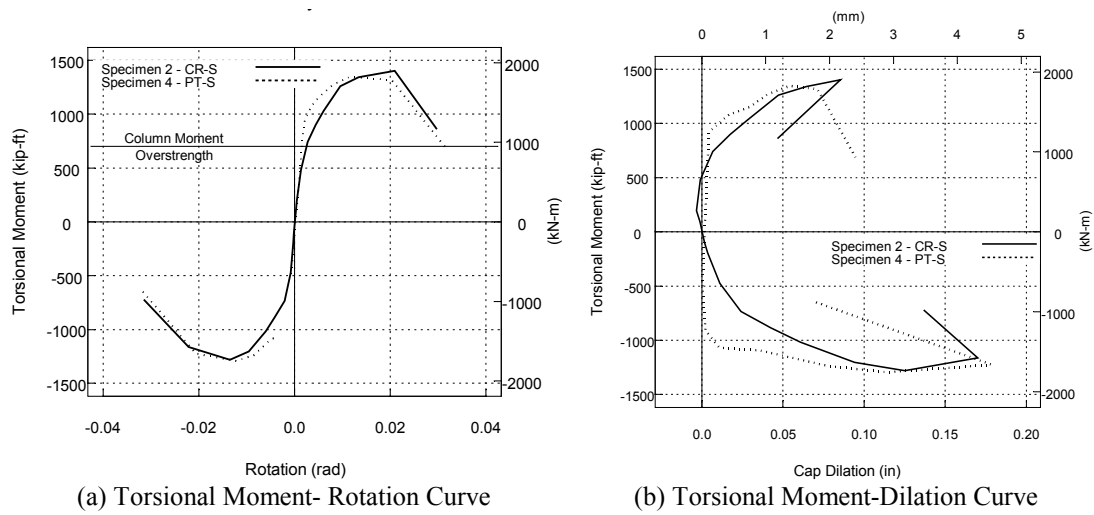 Specimen 2 - CR-S
Specimen 4 - PT-S
Column Moment
Overstrength
Torsional Moment (kip-ft)
1500
1000
500
0
-500
-1000
-1500
2000
1000
0
-1000
-2000
(kN-m)
-0.04 -0.02 0.0 0.02 0.04
Rotation (rad)
(a) Torsional Moment- Rotation Curve
(mm)
0 1 2 3 4 5
Torsional Moment (kip-ft)
1500
1000
500
0
-500
-1000
-1500
2000
1000
0
-1000
-2000
(kN-m)
Specimen 2 - CR-S
Specimen 4 - PT-S
0.0 0.05 0.10 0.15 0.20
Cap Dilation (in)
(b) Torsional Moment-Dilation Curve